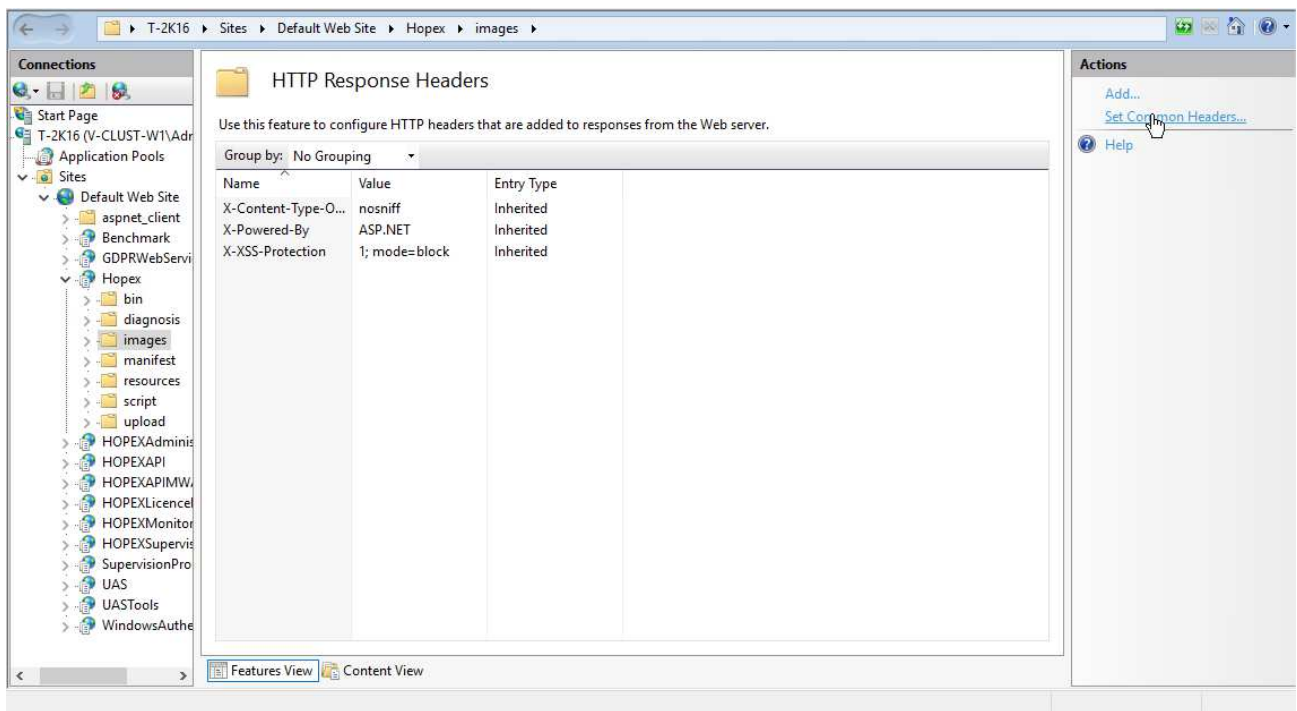 T-2K16 ▸ Sites ▸ Default Web Site ▸ Hopex ▸ images ▸
Connections
Start Page
T-2K16 (V-CLUST-W1\Adr
Application Pools
Sites
Default Web Site
aspnet_client
Benchmark
GDPRWebServi
Hopex
bin
diagnosis
images
manifest
resources
script
upload
HOPEXAdminis
HOPEXAPI
HOPEXAPIMW
HOPEXLicencel
HOPEXMonitor
HOPEXSupervis
SupervisionPro
UAS
UASTools
WindowsAuthe
HTTP Response Headers
Use this feature to configure HTTP headers that are added to responses from the Web server.
Group by: No Grouping
Name Value Entry Type
X-Content-Type-O... nosniff Inherited
X-Powered-By ASP.NET Inherited
X-XSS-Protection 1; mode=block Inherited
Features View Content View
Actions
Add...
Set Common Headers...
Help